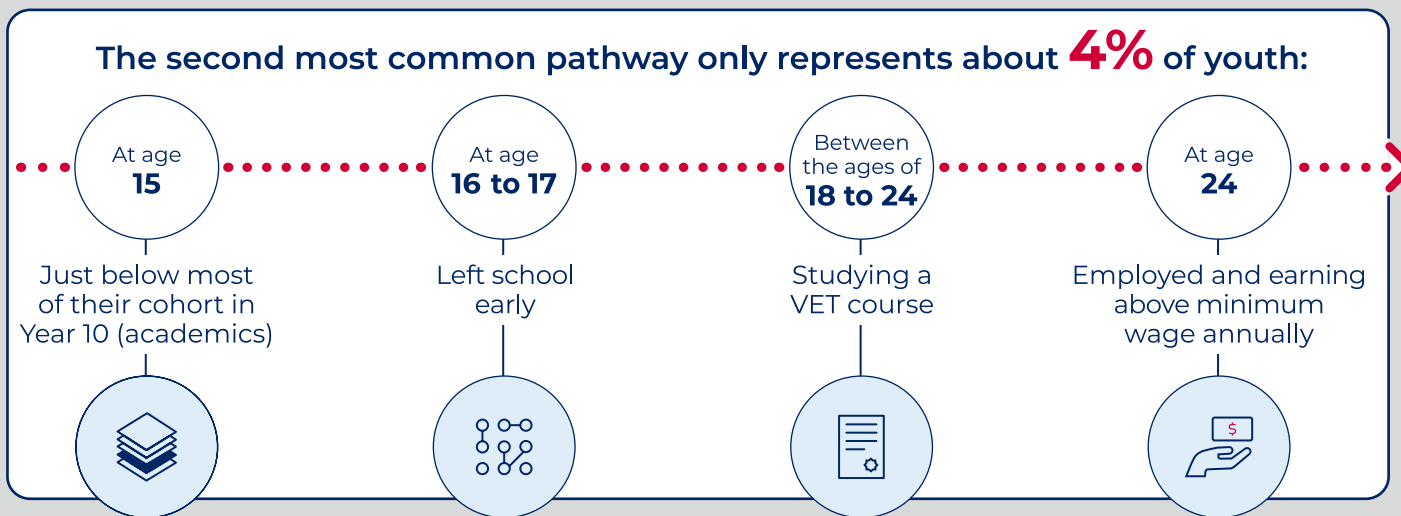 The second most common pathway only represents about 4% of youth:
At age
15
At age
16 to 17
Between
the ages of
18 to 24
At age
24
Just below most
of their cohort in
Year 10 (academics)
Left school
early
Studying a
VET course
Employed and earning
above minimum
wage annually
$